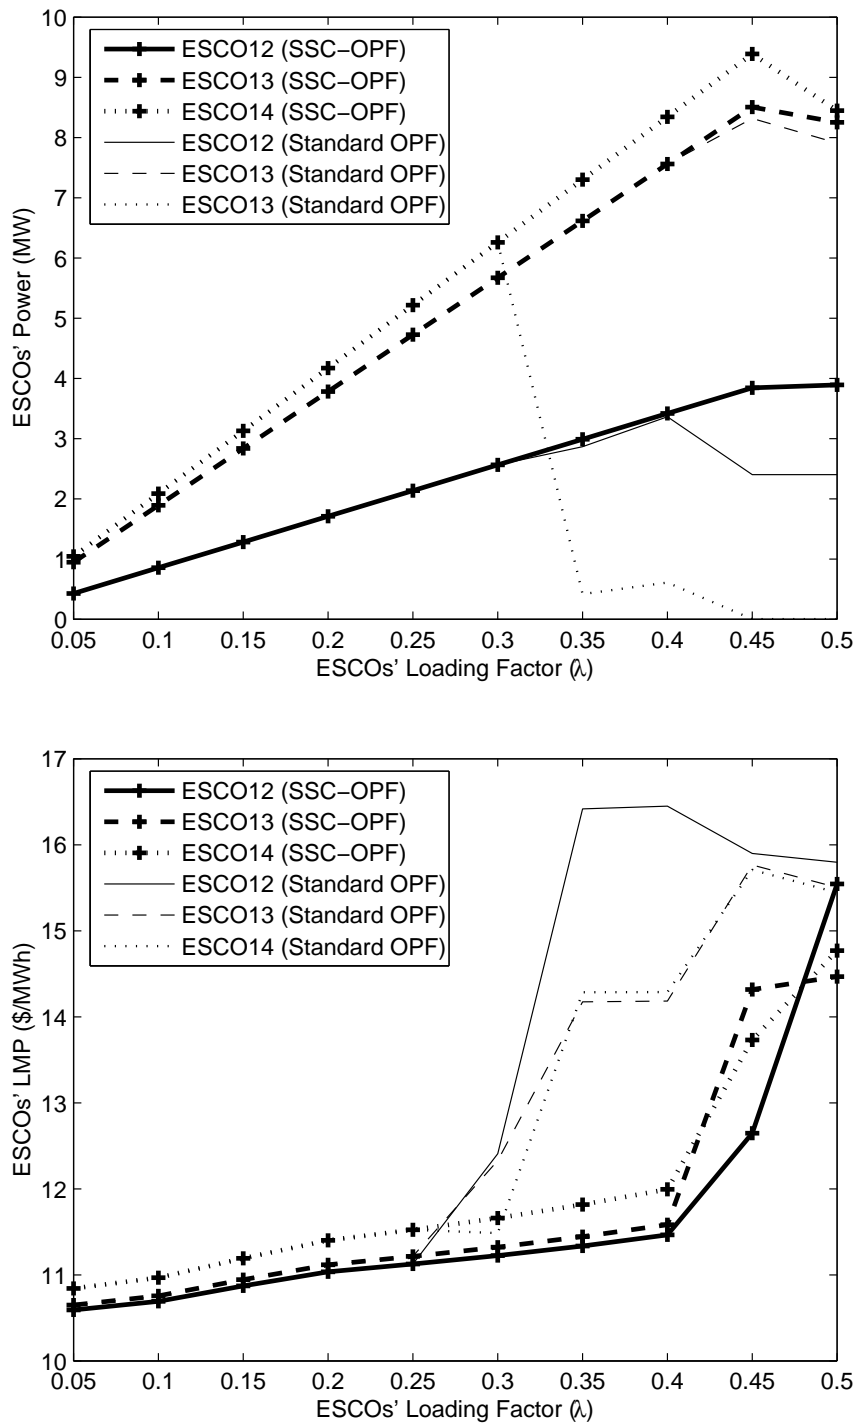 10
9
8
7
6
5
4
3
2
1
0
ESCOs' Power (MW)
ESCO12 (SSC−OPF)
ESCO13 (SSC−OPF)
ESCO14 (SSC−OPF)
ESCO12 (Standard OPF)
ESCO13 (Standard OPF)
ESCO13 (Standard OPF)
0.05 0.1 0.15 0.2 0.25 0.3 0.35 0.4 0.45 0.5
ESCOs' Loading Factor (λ)
17
16
15
14
13
12
11
10
ESCOs' LMP ($/MWh)
ESCO12 (SSC−OPF)
ESCO13 (SSC−OPF)
ESCO14 (SSC−OPF)
ESCO12 (Standard OPF)
ESCO13 (Standard OPF)
ESCO14 (Standard OPF)
0.05 0.1 0.15 0.2 0.25 0.3 0.35 0.4 0.45 0.5
ESCOs' Loading Factor (λ)